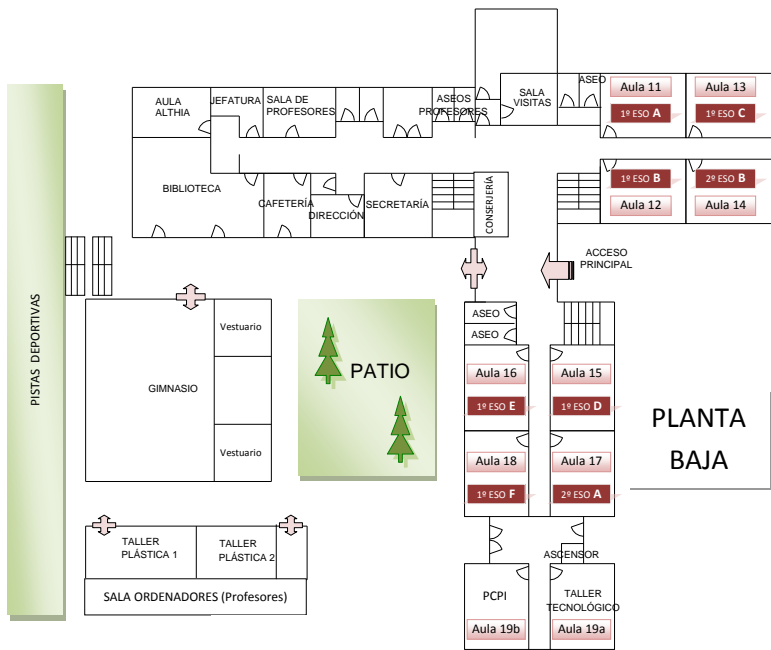 AULA
ALTHIA
JEFATURA
SALA DE
PROFESORES
ASEOS
PROFESORES
SALA
VISITAS
ASEO
Aula 11
Aula 13
1º ESO A
1º ESO C
1º ESO B
2º ESO B
Aula 12
Aula 14
BIBLIOTECA
CAFETERÍA
DIRECCIÓN
SECRETARÍA
CONSERJERÍA
ACCESO
PRINCIPAL
PISTAS DEPORTIVAS
GIMNASIO
Vestuario
Vestuario
PATIO
ASEO
ASEO
Aula 16
Aula 15
1º ESO E
1º ESO D
Aula 18
Aula 17
1º ESO F
2º ESO A
PLANTA
BAJA
TALLER
PLÁSTICA 1
TALLER
PLÁSTICA 2
SALA ORDENADORES (Profesores)
ASCENSOR
PCPI
TALLER
TECNOLÓGICO
Aula 19b
Aula 19a